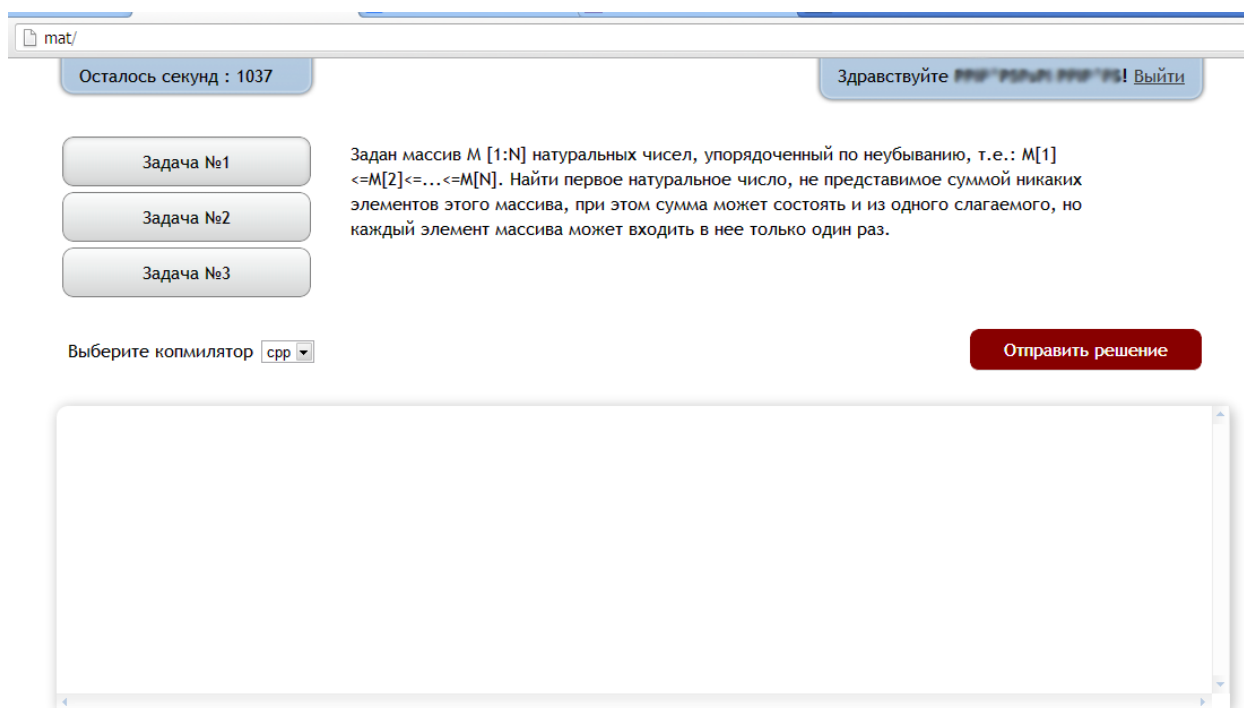 mat/
Осталось секунд : 1037
Здравствуйте ! Выйти
Задача №1
Задача №2
Задача №3
Задан массив M [1:N] натуральных чисел, упорядоченный по неубыванию, т.е.: M[1]
<=M[2]<=...<=M[N]. Найти первое натуральное число, не представимое суммой никаких
элементов этого массива, при этом сумма может состоять и из одного слагаемого, но
каждый элемент массива может входить в нее только один раз.
Выберите копмилятор cpp
Отправить решение